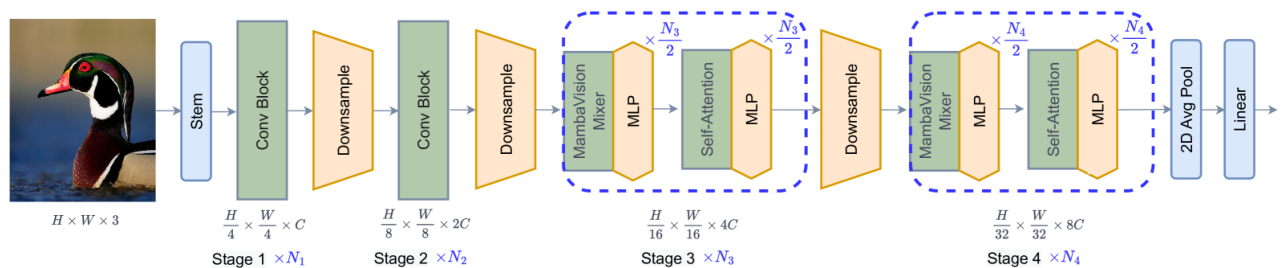 H × W × 3
Stem
Conv Block
H/4 × W/4 × C
Stage 1 ×N₁
Downsample
Conv Block
H/8 × W/8 × 2C
Stage 2 ×N₂
Downsample
MambaVision
Mixer
MLP
× N₃/2
Self-Attention
MLP
× N₃/2
H/16 × W/16 × 4C
Stage 3 ×N₃
Downsample
MambaVision
Mixer
MLP
× N₄/2
Self-Attention
MLP
× N₄/2
H/32 × W/32 × 8C
Stage 4 ×N₄
2D Avg Pool
Linear